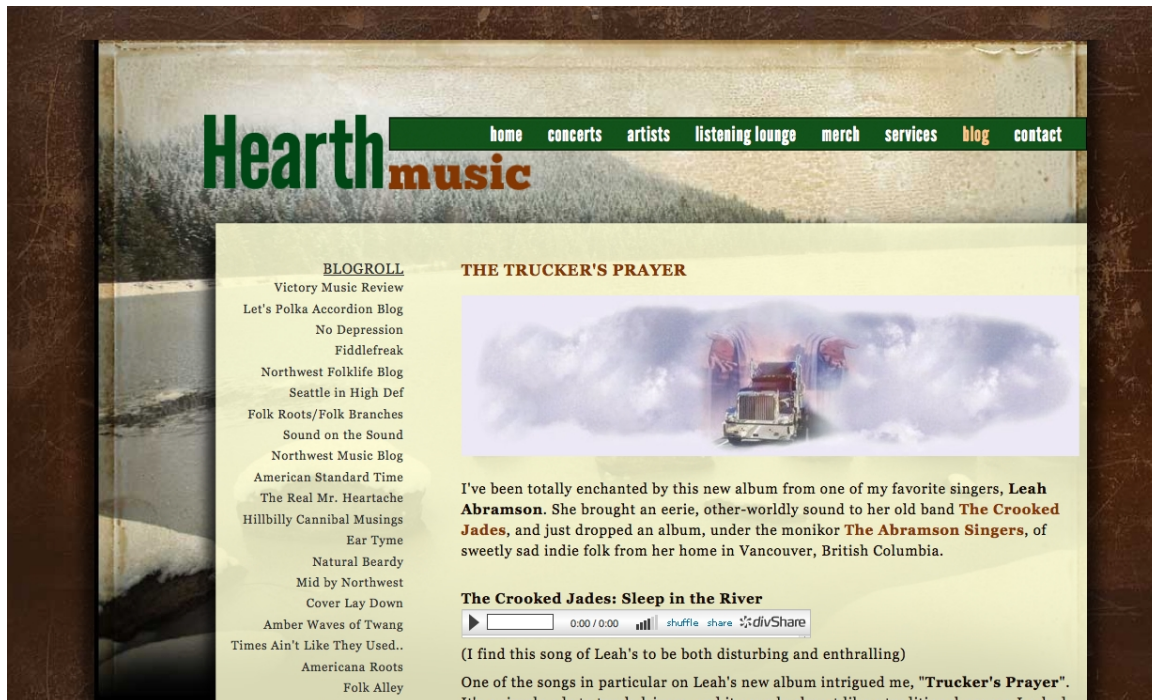 Hearth
music
home concerts artists listening lounge merch services blog contact
BLOGROLL
Victory Music Review
Let's Polka Accordion Blog
No Depression
Fiddlefreak
Northwest Folklife Blog
Seattle in High Def
Folk Roots/Folk Branches
Sound on the Sound
Northwest Music Blog
American Standard Time
The Real Mr. Heartache
Hillbilly Cannibal Musings
Ear Tyme
Natural Beardy
Mid by Northwest
Cover Lay Down
Amber Waves of Twang
Times Ain't Like They Used..
Americana Roots
Folk Alley
THE TRUCKER'S PRAYER
I've been totally enchanted by this new album from one of my favorite singers, Leah
Abramson. She brought an eerie, other-worldly sound to her old band The Crooked
Jades, and just dropped an album, under the monikor The Abramson Singers, of
sweetly sad indie folk from her home in Vancouver, British Columbia.
The Crooked Jades: Sleep in the River
0:00 / 0:00 shuffle share divShare
(I find this song of Leah's to be both disturbing and enthralling)
One of the songs in particular on Leah's new album intrigued me, "Trucker's Prayer".